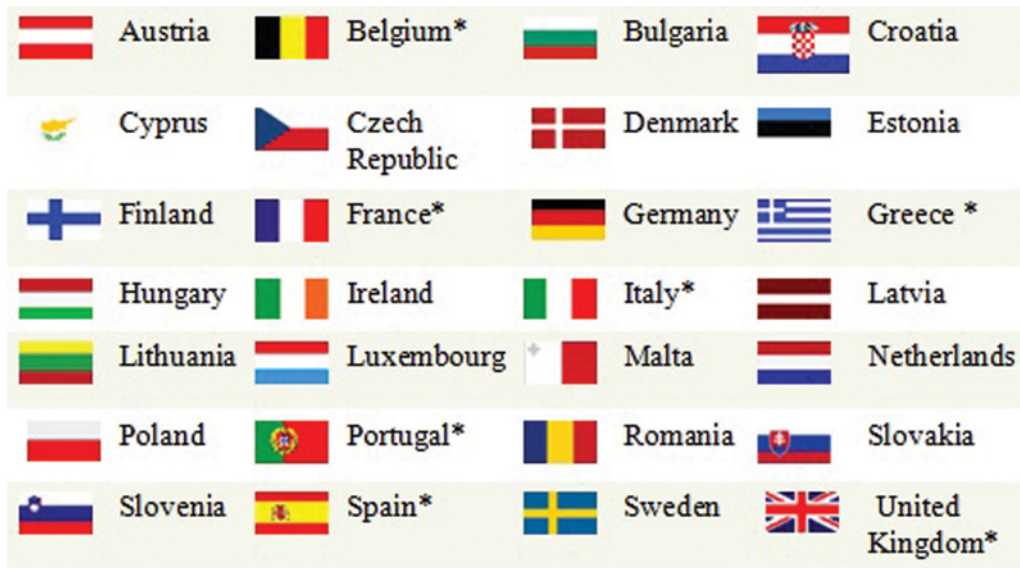 Austria Belgium* Bulgaria Croatia
Cyprus Czech Denmark Estonia
Republic
Finland France* Germany Greece *
Hungary Ireland Italy* Latvia
Lithuania Luxembourg Malta Netherlands
Poland Portugal* Romania Slovakia
Slovenia Spain* Sweden United
Kingdom*